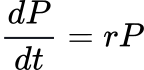 dP/dt = rP